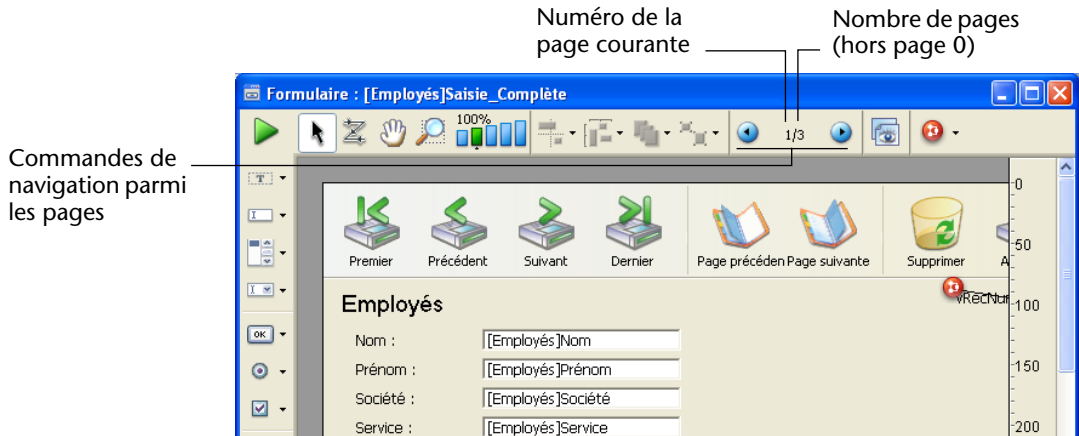 Numéro de la
page courante
Nombre de pages
(hors page 0)
Formulaire : [Employés]Saisie_Complète
100%
1/3
Commandes de
navigation parmi
les pages
T
I
I
OK
Premier
Précédent
Suivant
Dernier
Page précéden
Page suivante
Supprimer
A
0
50
100
150
200
vRecNum
Employés
Nom :
[Employés]Nom
Prénom :
[Employés]Prénom
Société :
[Employés]Société
Service :
[Employés]Service